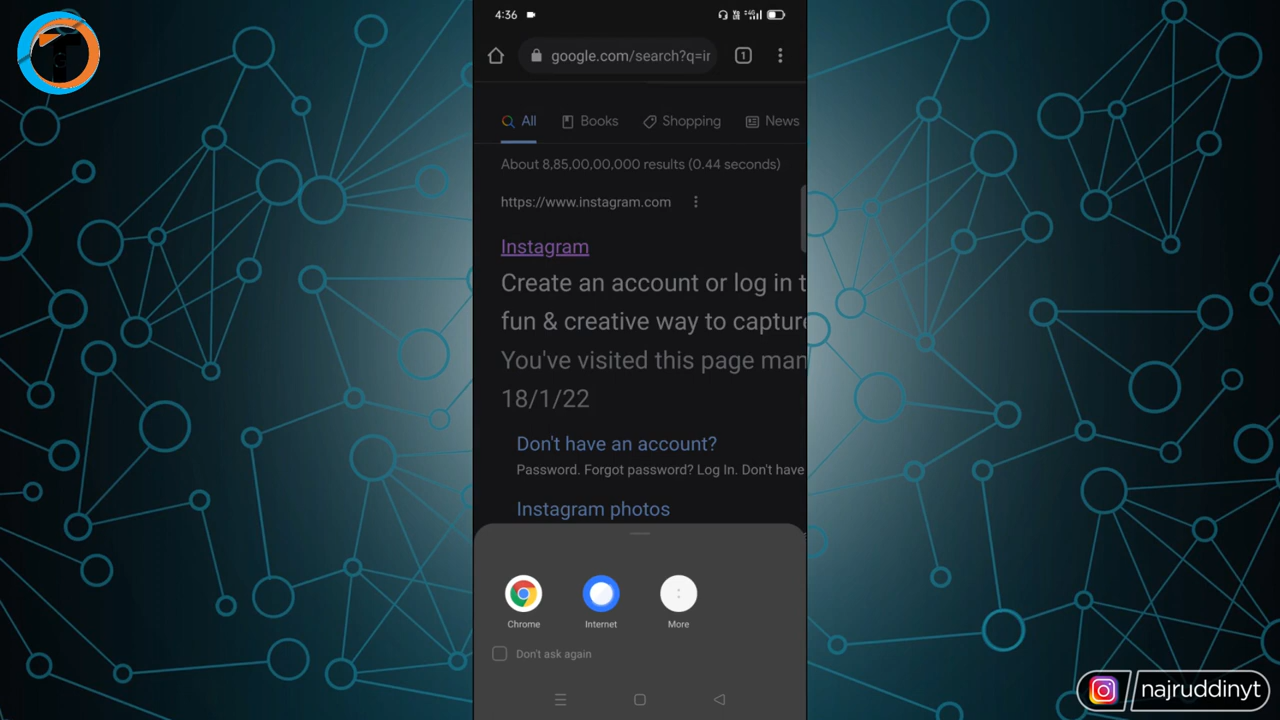 4:36
google.com/search?q=ir
1
All
Books
Shopping
News
About 8,85,00,00,000 results (0.44 seconds)
https://www.instagram.com
Instagram
Create an account or log in t
fun & creative way to capture
You've visited this page man
18/1/22
Don't have an account?
Password. Forgot password? Log In. Don't have
Instagram photos
Chrome
Internet
More
Don't ask again
najruddinyt